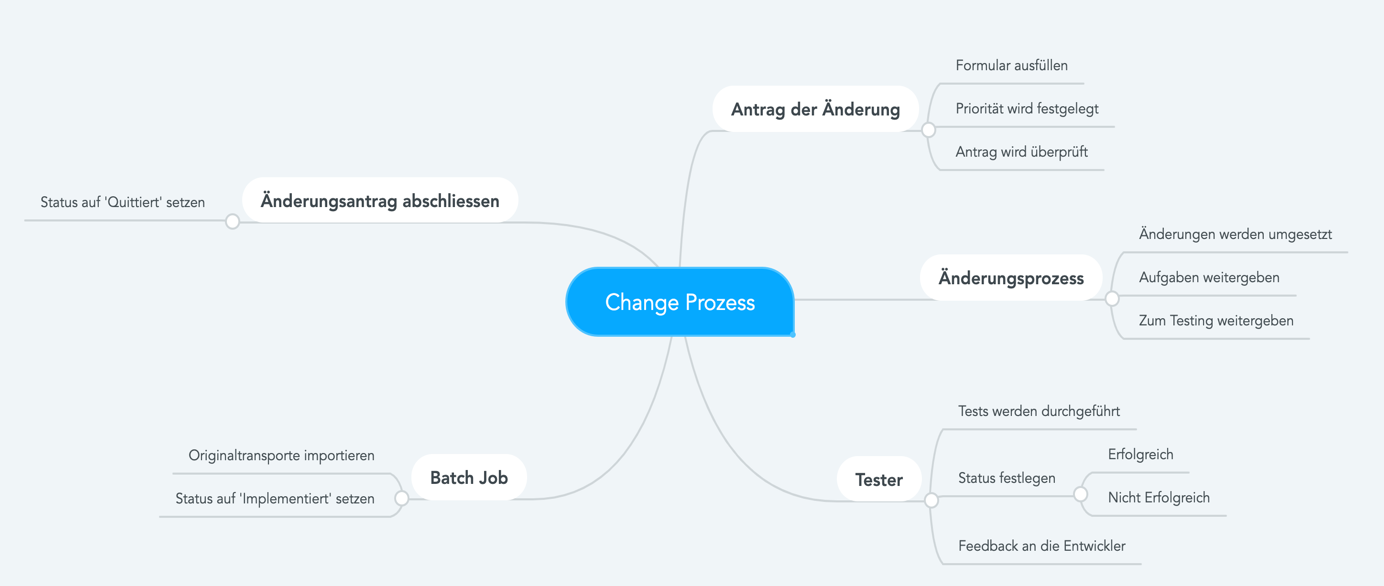 Change Prozess
Antrag der Änderung
Formular ausfüllen
Priorität wird festgelegt
Antrag wird überprüft
Änderungsprozess
Änderungen werden umgesetzt
Aufgaben weitergeben
Zum Testing weitergeben
Tester
Tests werden durchgeführt
Status festlegen
Erfolgreich
Nicht Erfolgreich
Feedback an die Entwickler
Batch Job
Originaltransporte importieren
Status auf 'Implementiert' setzen
Änderungsantrag abschliessen
Status auf 'Quittiert' setzen